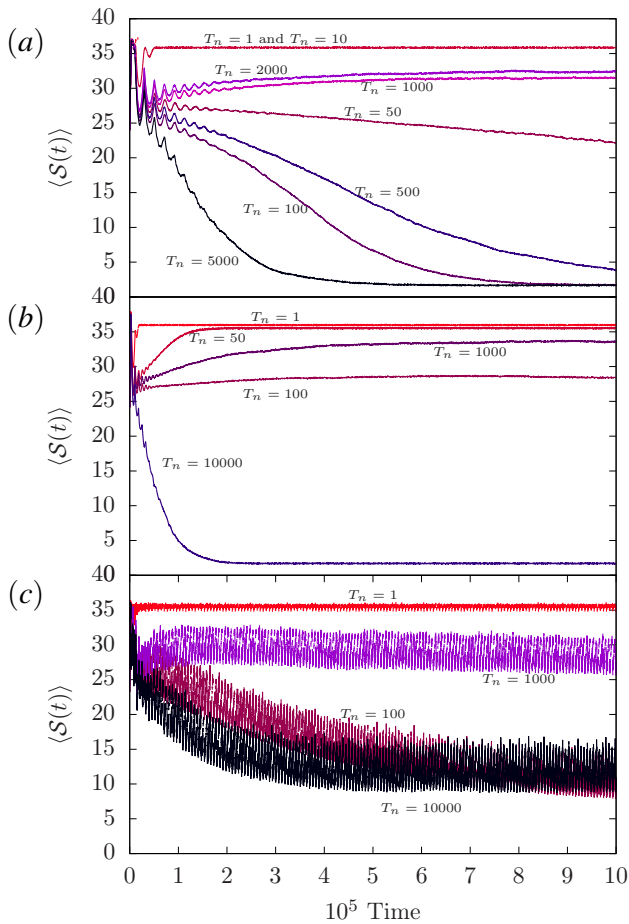 (a)
⟨S(t)⟩
40
35
30
25
20
15
10
5
T_n = 1 and T_n = 10
T_n = 2000
T_n = 1000
T_n = 50
T_n = 500
T_n = 100
T_n = 5000
(b)
⟨S(t)⟩
40
35
30
25
20
15
10
5
T_n = 1
T_n = 50
T_n = 1000
T_n = 100
T_n = 10000
(c)
⟨S(t)⟩
40
35
30
25
20
15
10
5
0
T_n = 1
T_n = 1000
T_n = 100
T_n = 10000
0 1 2 3 4 5 6 7 8 9 10
10^5 Time